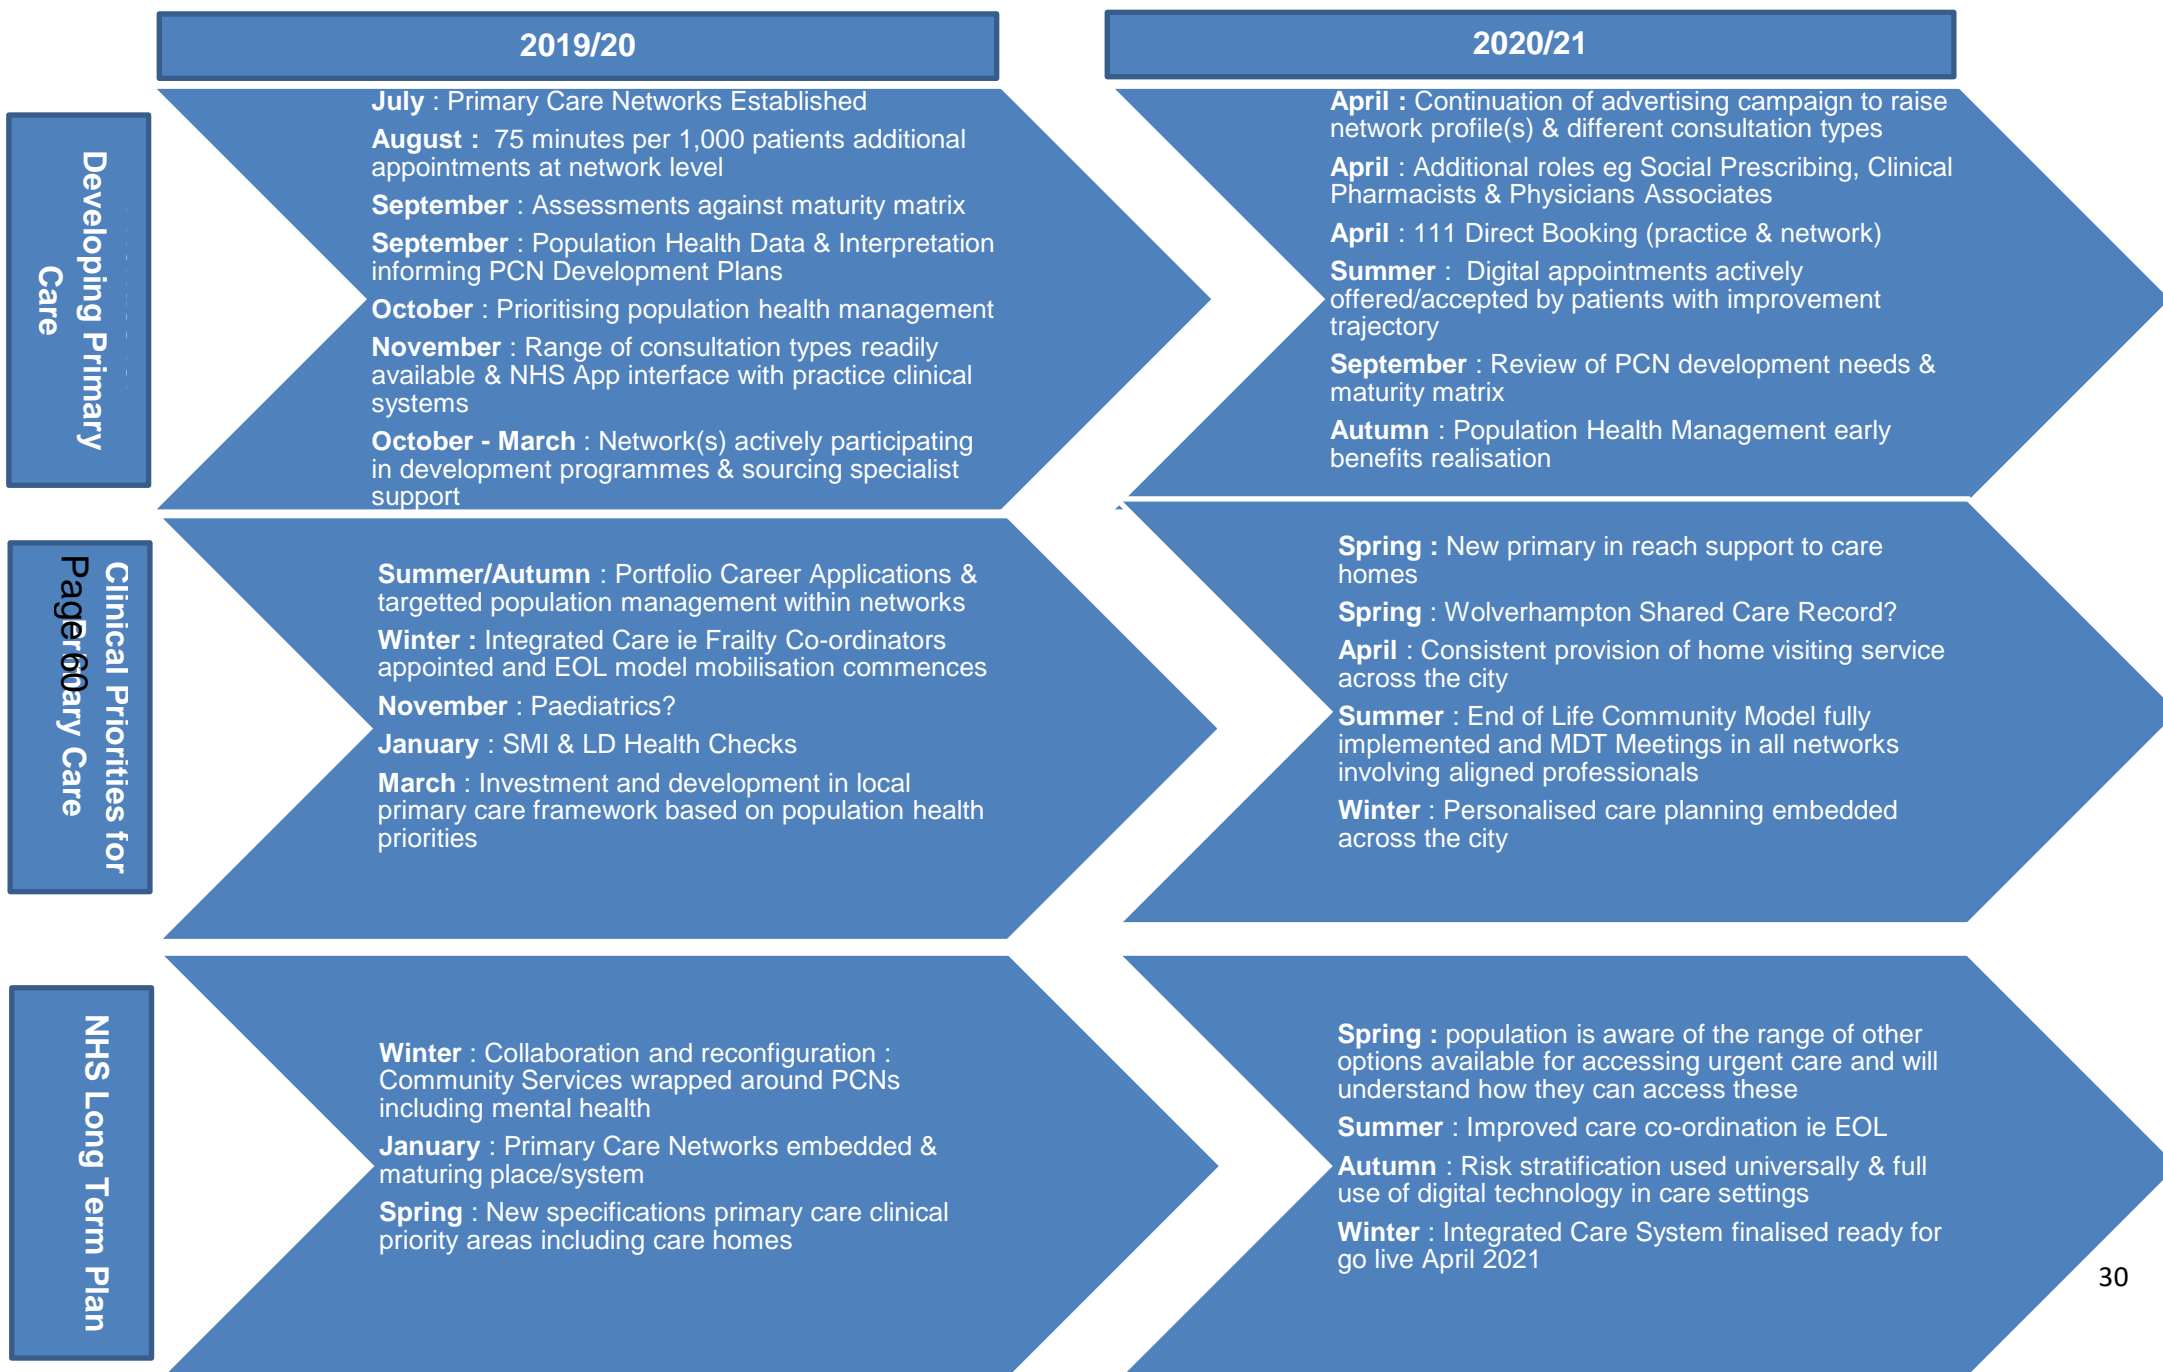 2019/20
2020/21
Developing Primary
Care
July : Primary Care Networks Established
August :  75 minutes per 1,000 patients additional
appointments at network level
September : Assessments against maturity matrix
September : Population Health Data & Interpretation
informing PCN Development Plans
October : Prioritising population health management
November : Range of consultation types readily
available & NHS App interface with practice clinical
systems
October - March : Network(s) actively participating
in development programmes & sourcing specialist
support
April : Continuation of advertising campaign to raise
network profile(s) & different consultation types
April : Additional roles eg Social Prescribing, Clinical
Pharmacists & Physicians Associates
April : 111 Direct Booking (practice & network)
Summer :  Digital appointments actively
offered/accepted by patients with improvement
trajectory
September : Review of PCN development needs &
maturity matrix
Autumn : Population Health Management early
benefits realisation
Clinical Priorities for
Primary Care
Page 60
Summer/Autumn : Portfolio Career Applications &
targetted population management within networks
Winter : Integrated Care ie Frailty Co-ordinators
appointed and EOL model mobilisation commences
November : Paediatrics?
January : SMI & LD Health Checks
March : Investment and development in local
primary care framework based on population health
priorities
Spring : New primary in reach support to care
homes
Spring : Wolverhampton Shared Care Record?
April : Consistent provision of home visiting service
across the city
Summer : End of Life Community Model fully
implemented and MDT Meetings in all networks
involving aligned professionals
Winter : Personalised care planning embedded
across the city
NHS Long Term Plan
Winter : Collaboration and reconfiguration :
Community Services wrapped around PCNs
including mental health
January : Primary Care Networks embedded &
maturing place/system
Spring : New specifications primary care clinical
priority areas including care homes
Spring : population is aware of the range of other
options available for accessing urgent care and will
understand how they can access these
Summer : Improved care co-ordination ie EOL
Autumn : Risk stratification used universally & full
use of digital technology in care settings
Winter : Integrated Care System finalised ready for
go live April 2021
30